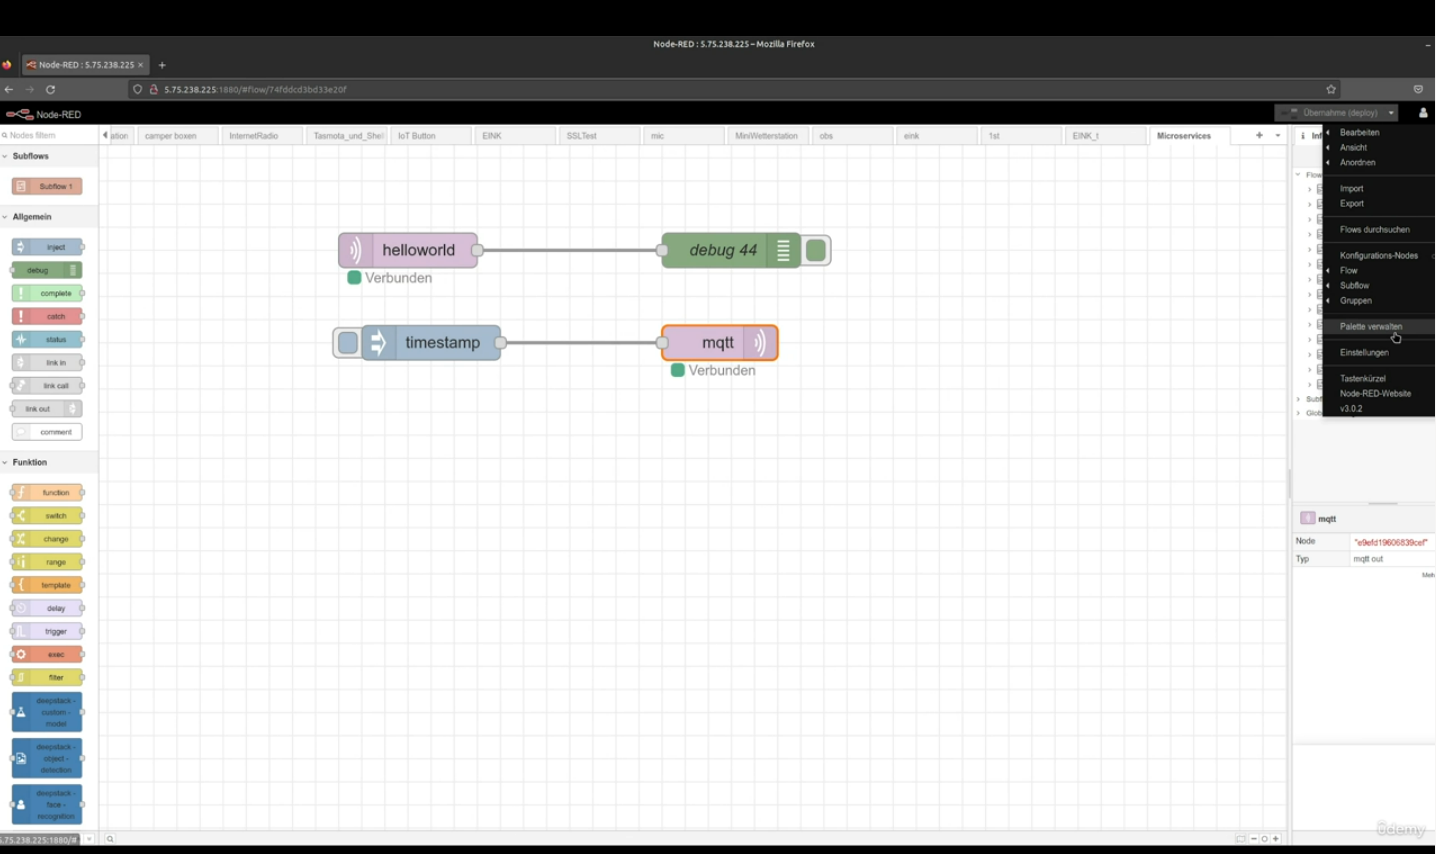 Node-RED : 5.75.238.225 – Mozilla Firefox
Node-RED : 5.75.238.225 × +
5.75.238.225:1880/#flow/74fddcd3bd33e20f
Node-RED
Übernahme (deploy)
Nodes filtern
ation
camper boxen
InternetRadio
Tasmota_und_Shel
IoT Button
EINK
SSLTest
mic
MiniWetterstation
obs
eink
1st
EINK_t
Microservices
Subflows
Subflow 1
Allgemein
inject
debug
complete
catch
status
link in
link call
link out
comment
Funktion
function
switch
change
range
template
delay
trigger
exec
filter
deepstack -
custom -
model
deepstack -
object -
detection
deepstack -
face -
recognition
5.75.238.225:1880/#
helloworld
debug 44
Verbunden
timestamp
mqtt
Verbunden
i Inf
Flow
Subf
Glo
Bearbeiten
Ansicht
Anordnen
Import
Export
Flows durchsuchen
Konfigurations-Nodes
Flow
Subflow
Gruppen
Palette verwalten
Einstellungen
Tastenkürzel
Node-RED-Website
v3.0.2
mqtt
Node "e9efd19606839cef"
Typ mqtt out
Meh
ûdemy